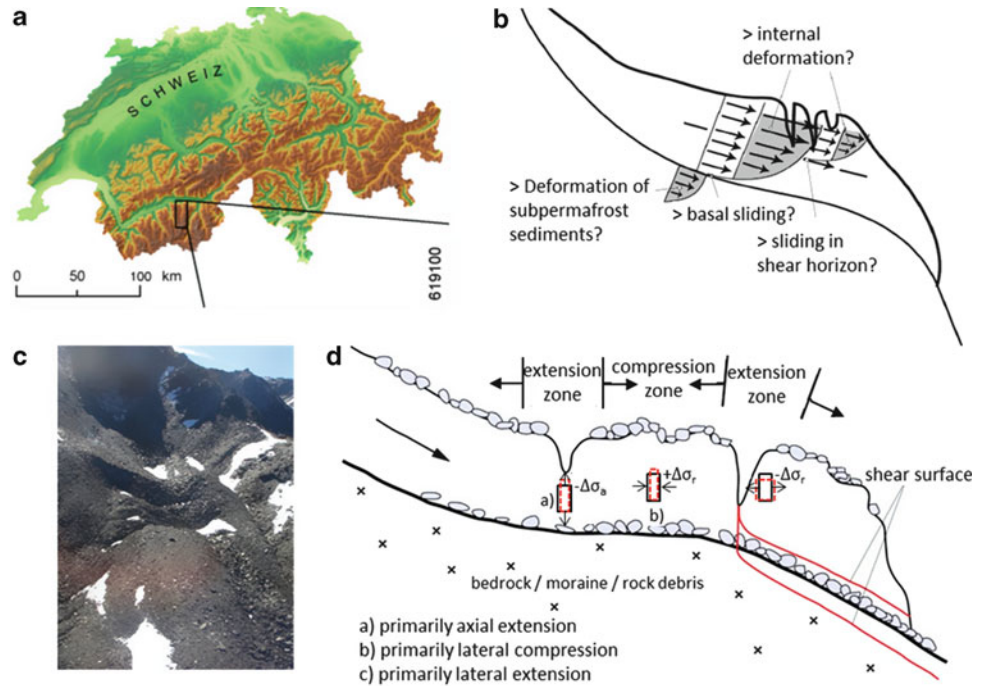 a
SCHWEIZ
0 50 100 km
619100
b
> internal
deformation?
> Deformation of
subpermafrost
sediments?
> basal sliding?
> sliding in
shear horizon?
c
d
extension
zone
compression
zone
extension
zone
-Δσa
a)
+Δσr
b)
-Δσr
shear surface
bedrock / moraine / rock debris
a) primarily axial extension
b) primarily lateral compression
c) primarily lateral extension